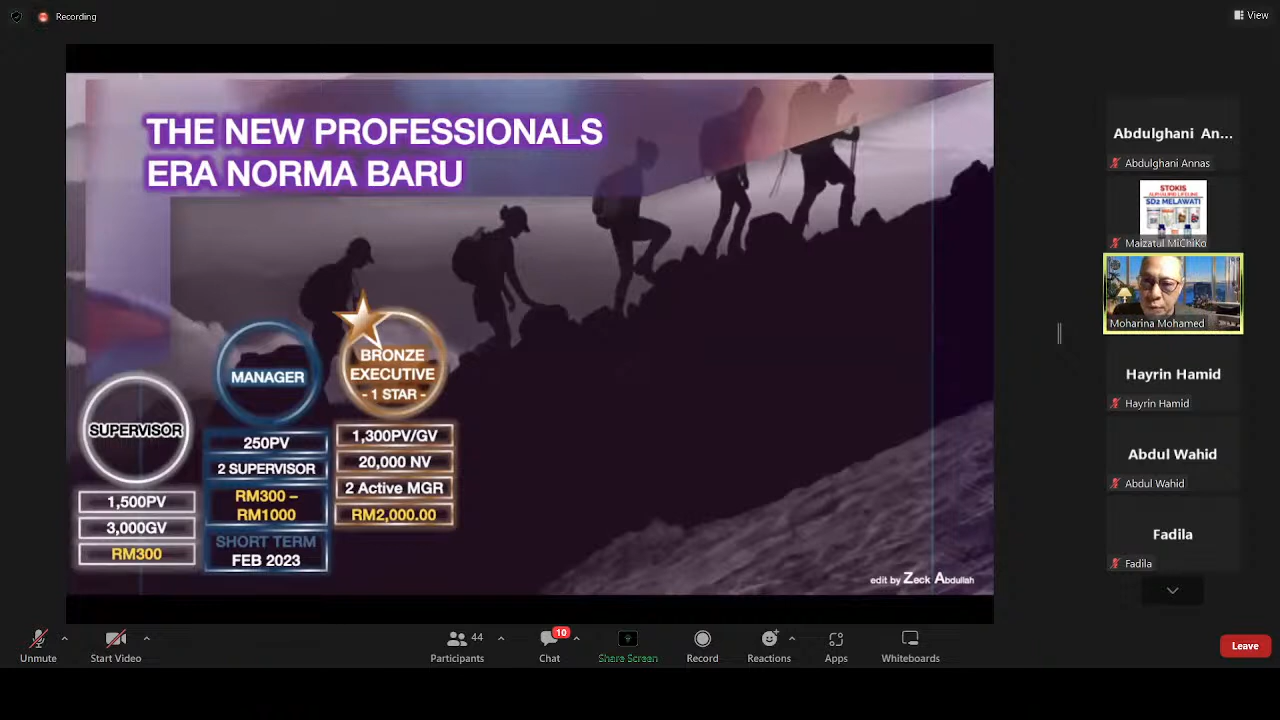 Recording
View
THE NEW PROFESSIONALS
ERA NORMA BARU
SUPERVISOR
1,500PV
3,000GV
RM300
MANAGER
250PV
2 SUPERVISOR
RM300 –
RM1000
SHORT TERM
FEB 2023
BRONZE
EXECUTIVE
- 1 STAR -
1,300PV/GV
20,000 NV
2 Active MGR
RM2,000.00
edit by Zeck Abdullah
Abdulghani An...
Abdulghani Annas
STOKIS
SD2 MELAWATI
Maizatul MiChiKo
Moharina Mohamed
Hayrin Hamid
Hayrin Hamid
Abdul Wahid
Abdul Wahid
Fadila
Fadila
Unmute
Start Video
Participants
44
Chat
10
Share Screen
Record
Reactions
Apps
Whiteboards
Leave